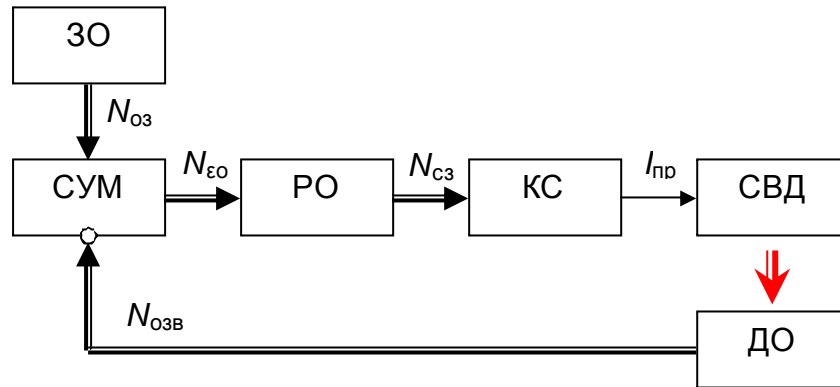 ЗО
Nоз
СУМ
Nεо
РО
Nсз
КС
Iпр
СВД
Nозв
ДО